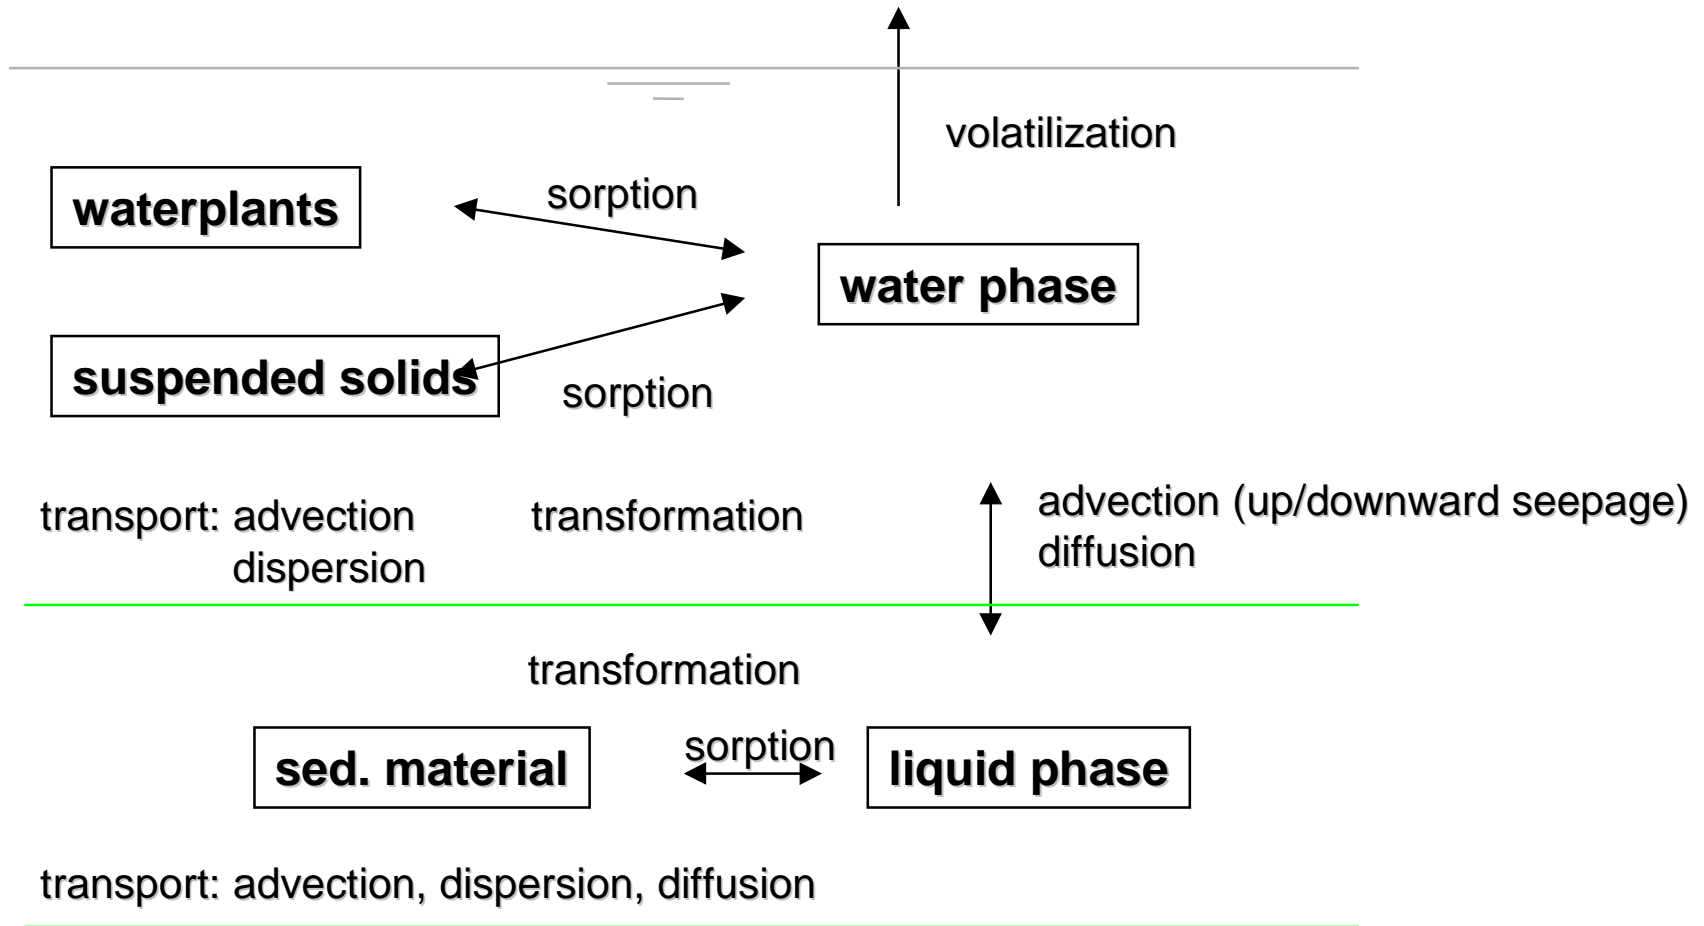 volatilization
waterplants
sorption
water phase
suspended solids
sorption
transport: advection
dispersion
transformation
advection (up/downward seepage)
diffusion
transformation
sed. material
sorption
liquid phase
transport: advection, dispersion, diffusion